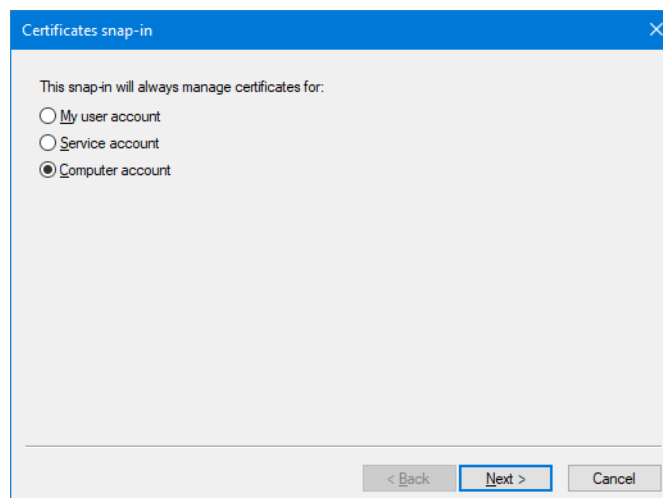 Certificates snap-in
This snap-in will always manage certificates for:
My user account
Service account
Computer account
< Back Next > Cancel